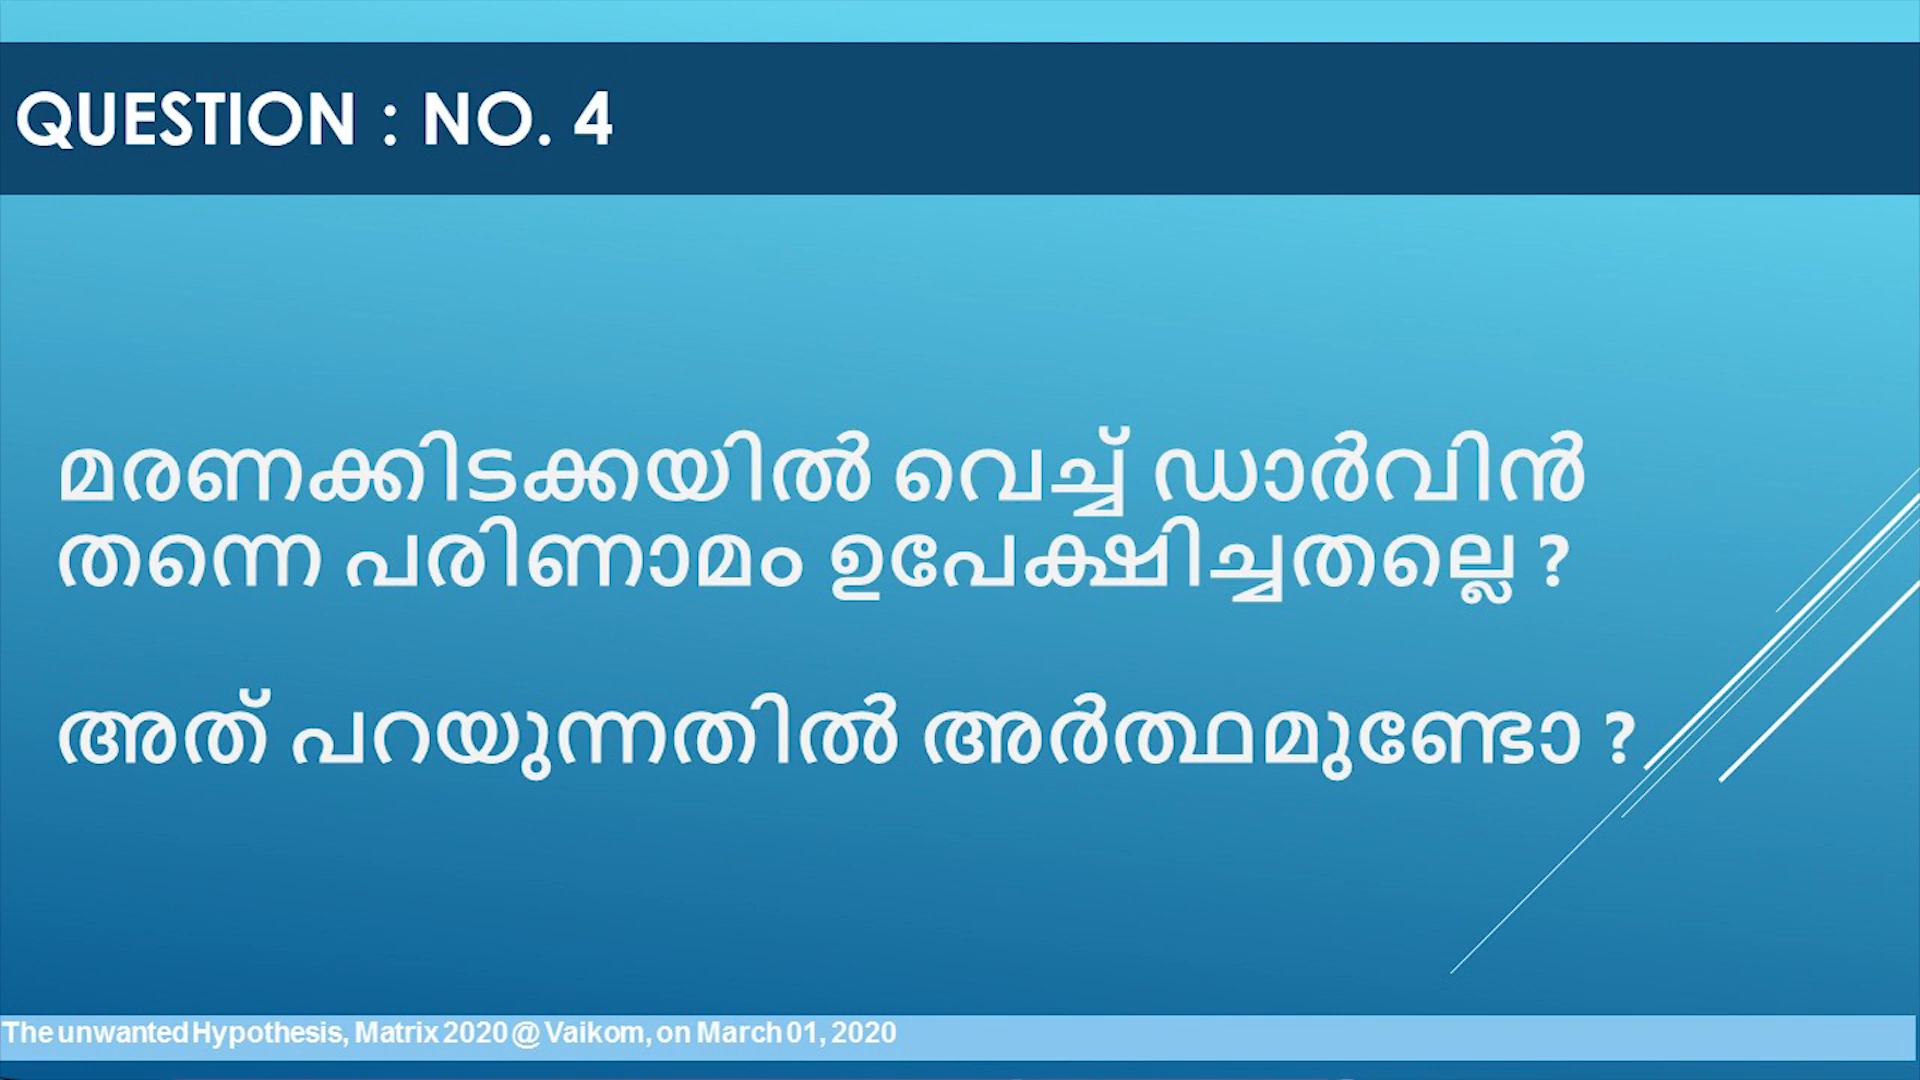 QUESTION : NO. 4
മരണക്കിടക്കയിൽ വെച്ച് ഡാർവിൻ
തന്നെ പരിണാമം ഉപേക്ഷിച്ചതല്ലെ ?
അത് പറയുന്നതിൽ അർത്ഥമുണ്ടോ ?
The unwanted Hypothesis, Matrix 2020 @ Vaikom, on March 01, 2020